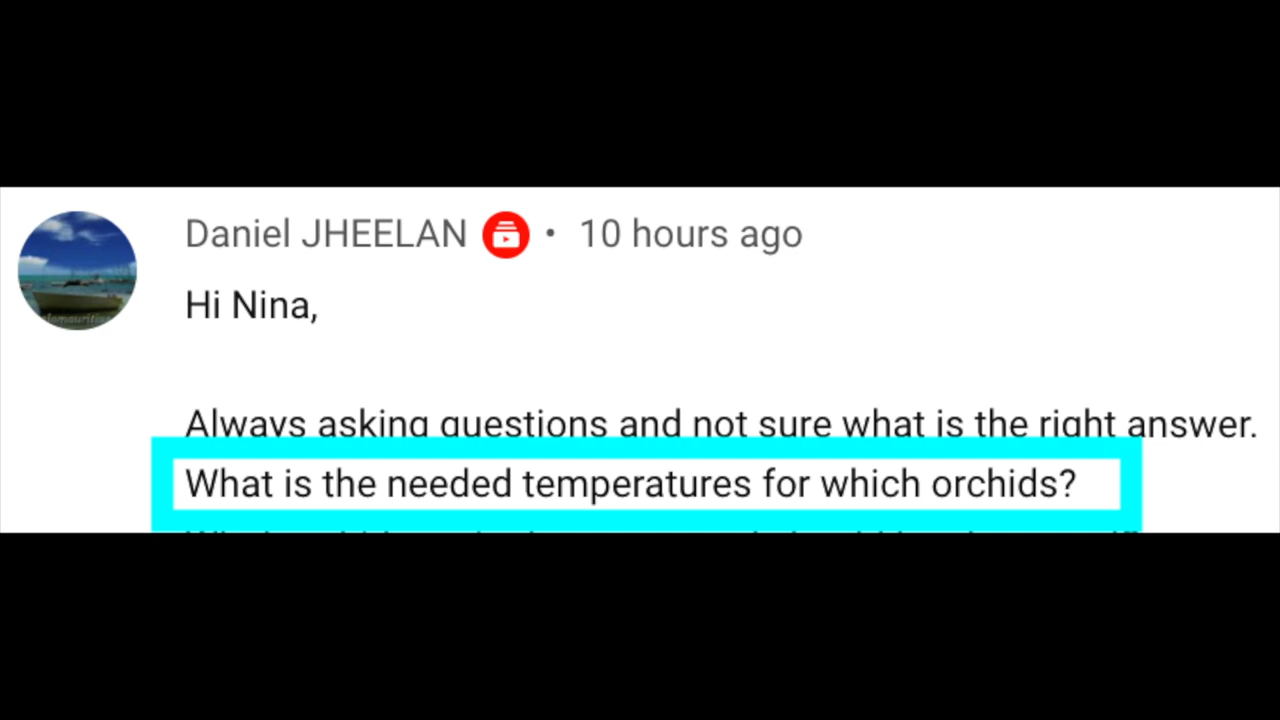 Daniel JHEELAN • 10 hours ago
Hi Nina,
Always asking questions and not sure what is the right answer.
What is the needed temperatures for which orchids?